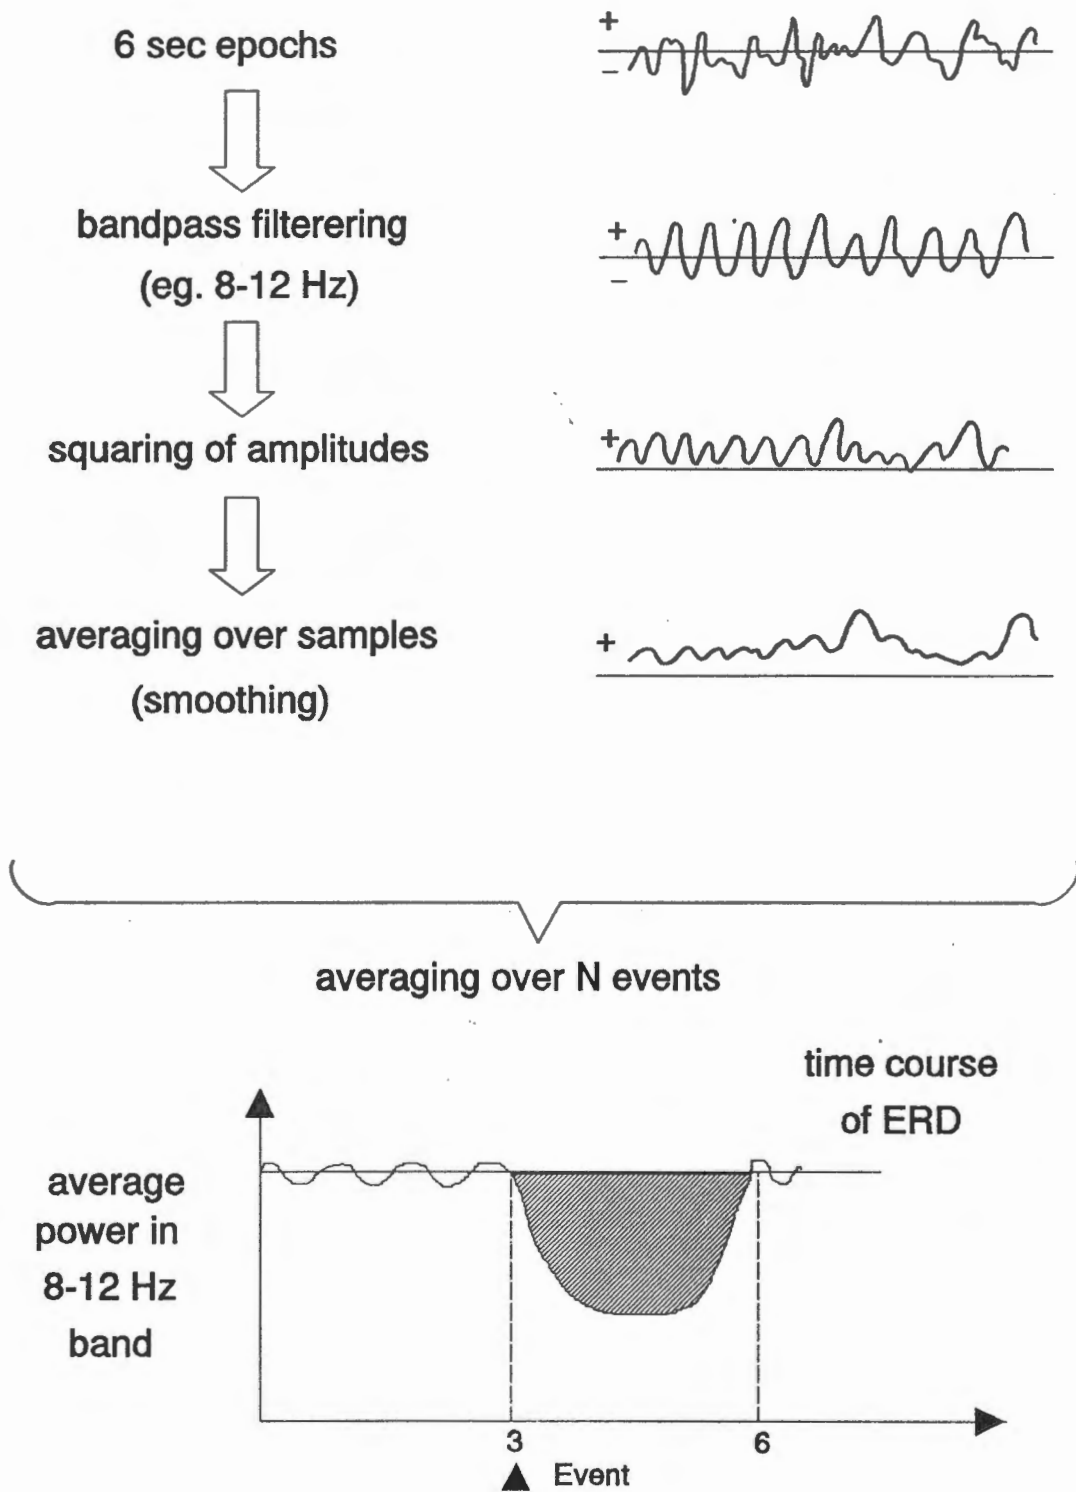 6 sec epochs
+
−
bandpass filterering
(eg. 8-12 Hz)
+
−
squaring of amplitudes
+
averaging over samples
(smoothing)
+
averaging over N events
time course
of ERD
average
power in
8-12 Hz
band
3
6
Event